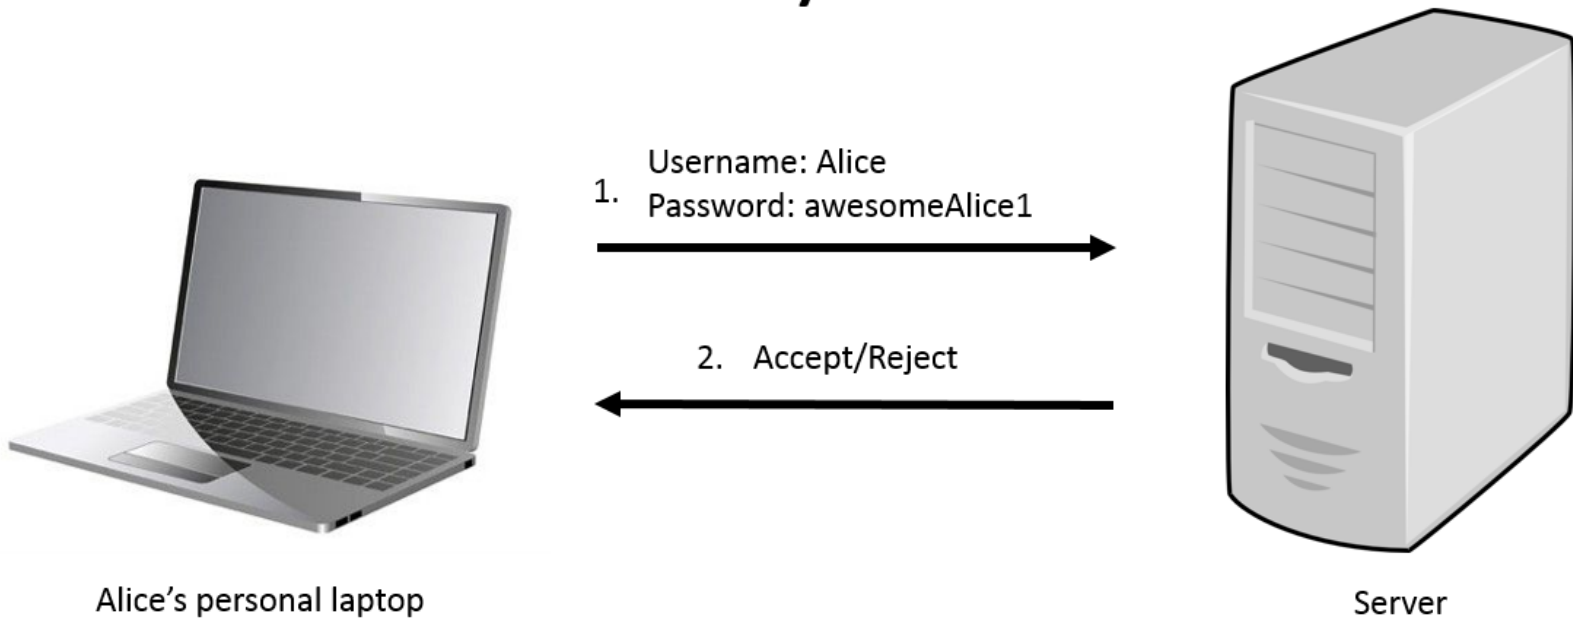 1.
Username: Alice
Password: awesomeAlice1
2. Accept/Reject
Alice’s personal laptop
Server